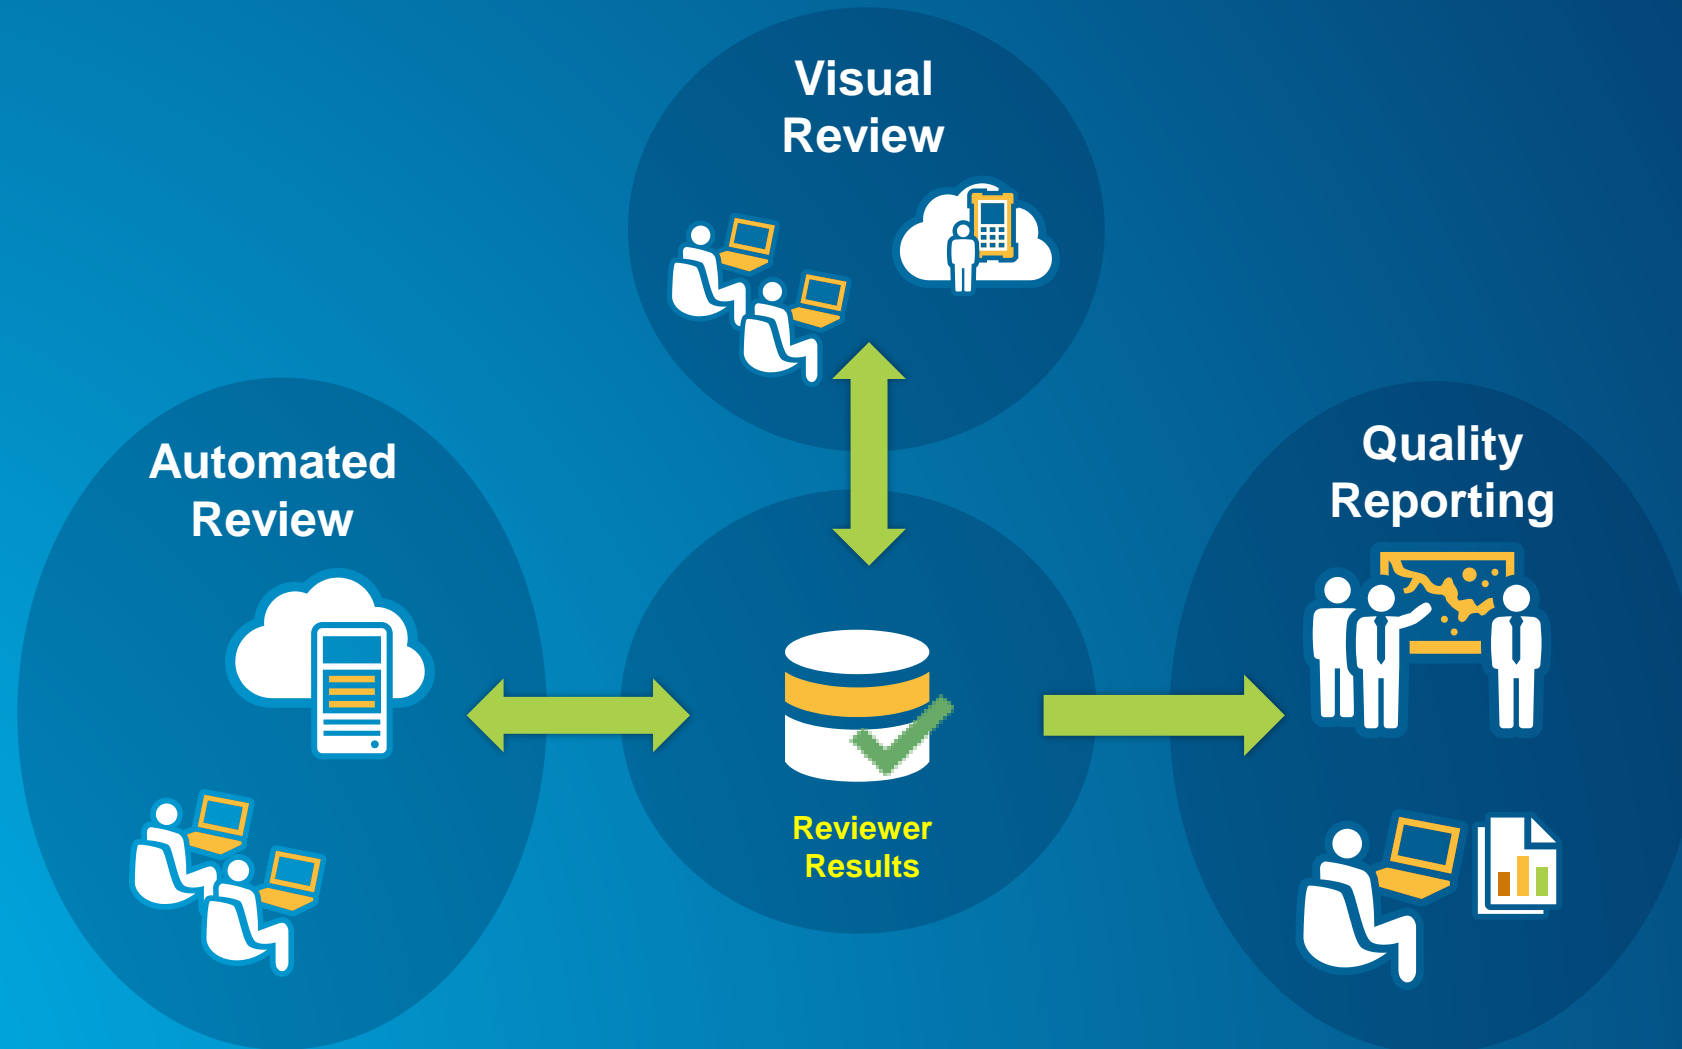 Visual
Review
Automated
Review
Quality
Reporting
Reviewer
Results